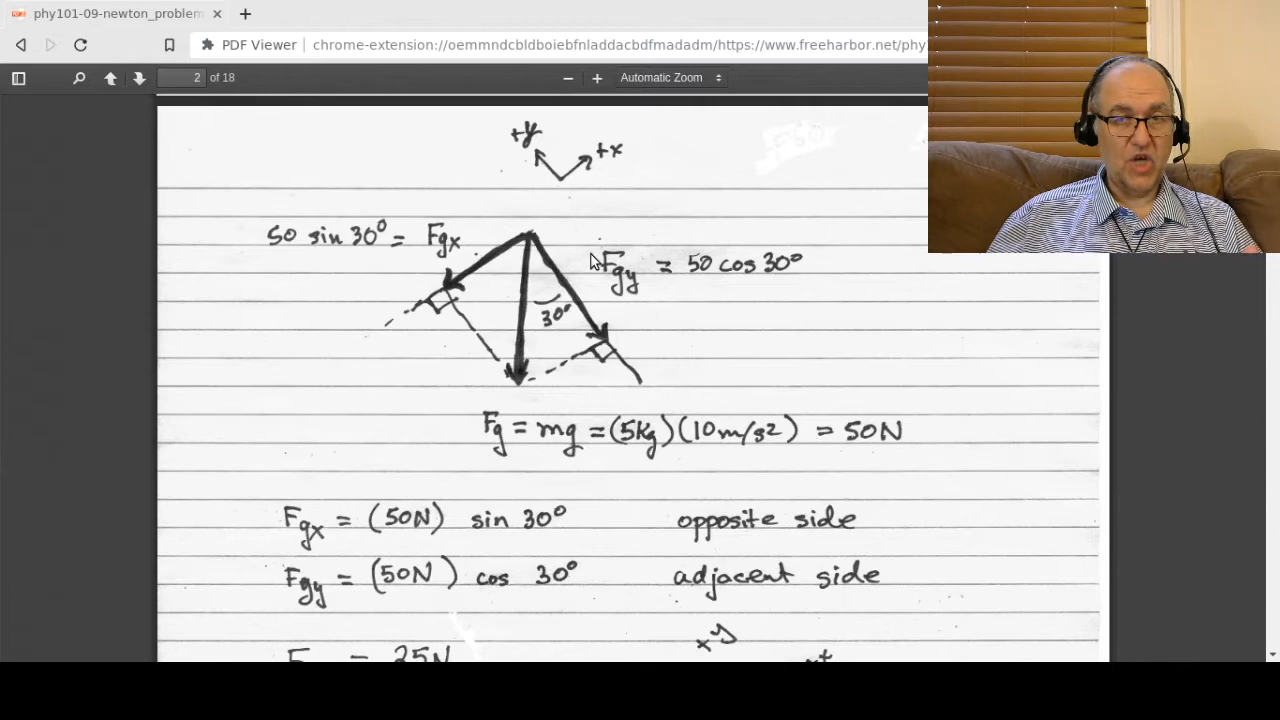 phy101-09-newton_problem
PDF Viewer chrome-extension://oemmndcbldboiebfnladdacbdfmadadm/https://www.freeharbor.net/phy
2 of 18 Automatic Zoom
+y +x
50 sin 30° = Fgx
Fgy = 50 cos 30°
30°
Fg = mg = (5Kg)(10m/s2) = 50N
Fgx = (50N) sin 30° opposite side
Fgy = (50N) cos 30° adjacent side
25N